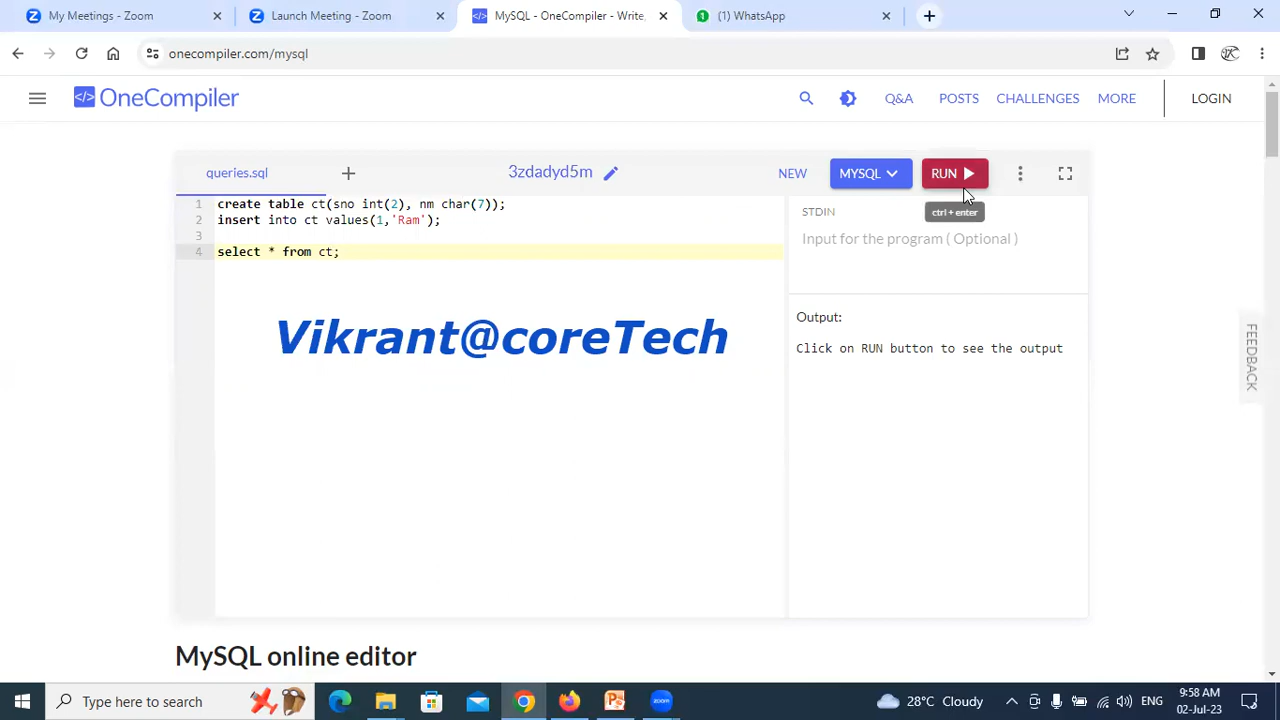 My Meetings - Zoom
Launch Meeting - Zoom
MySQL - OneCompiler - Write,
(1) WhatsApp
onecompiler.com/mysql
OneCompiler
Q&A
POSTS
CHALLENGES
MORE
LOGIN
queries.sql
3zdadyd5m
NEW
MYSQL
RUN
1 create table ct(sno int(2), nm char(7));
2 insert into ct values(1,'Ram');
3
4 select * from ct;
STDIN
ctrl + enter
Input for the program ( Optional )
Output:
Click on RUN button to see the output
Vikrant@coreTech
FEEDBACK
MySQL online editor
Type here to search
28°C Cloudy
ENG
9:58 AM
02-Jul-23